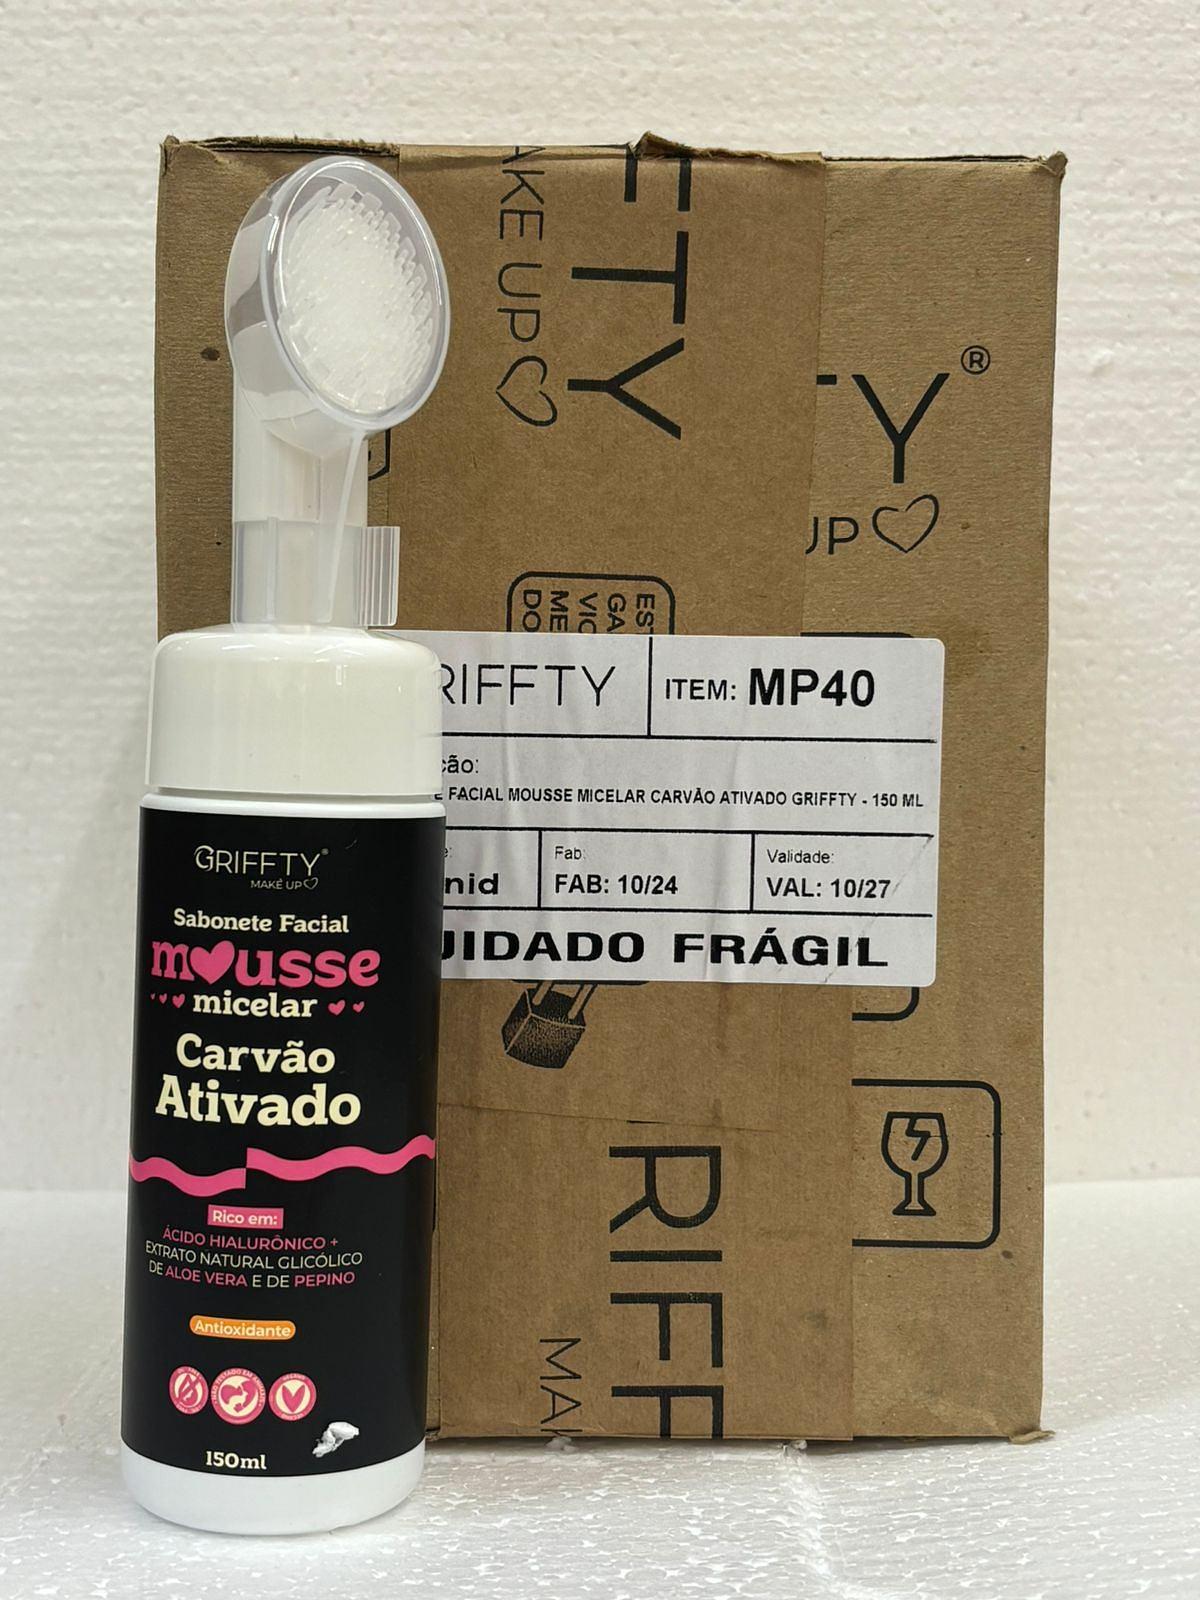 AKE UP
FTY
TY®
UP
RIFFTY
ITEM: MP40
FACIAL MOUSSE MICELAR CARVÃO ATIVADO GRIFFTY - 150 ML
Fab:
FAB: 10/24
Validade:
VAL: 10/27
UIDADO FRÁGIL
RIFF
MA
GRIFFTY®
MAKE UP
Sabonete Facial
mousse
micelar
Carvão
Ativado
Rico em:
ÁCIDO HIALURÔNICO +
EXTRATO NATURAL GLICÓLICO
DE ALOE VERA E DE PEPINO
Antioxidante
150ml